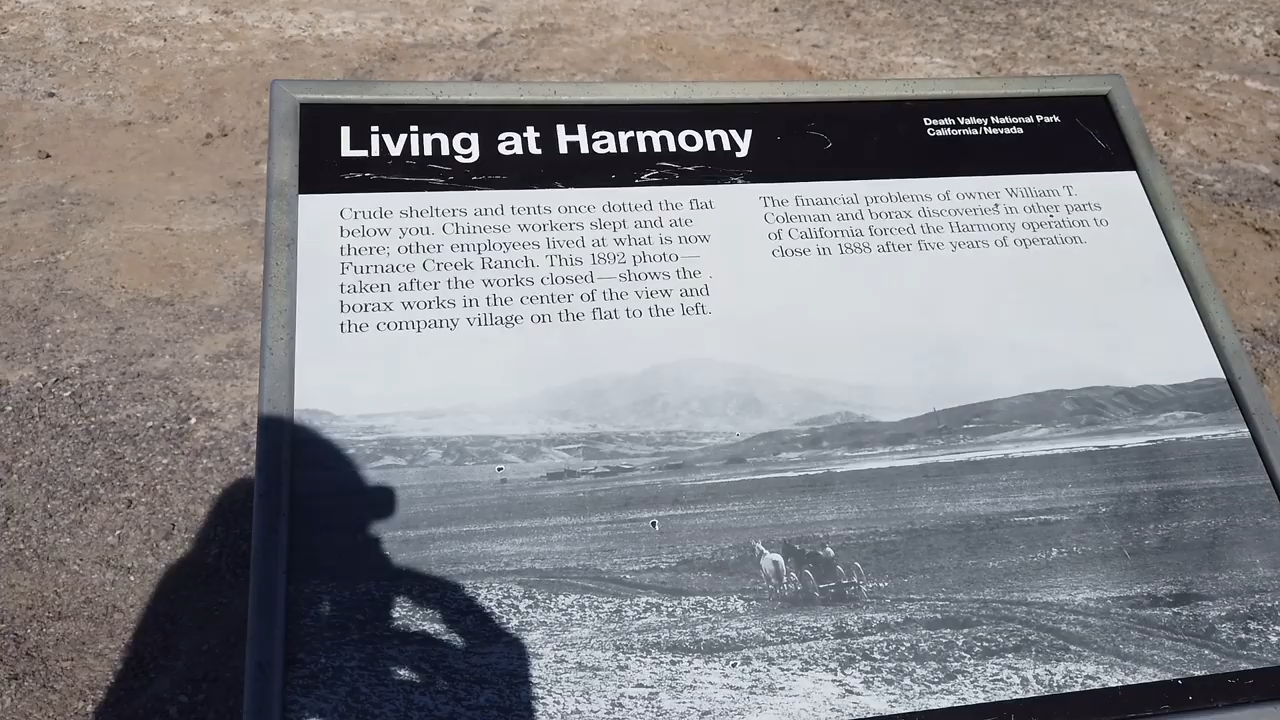 Living at Harmony
Death Valley National Park
California/Nevada
Crude shelters and tents once dotted the flat
below you. Chinese workers slept and ate
there; other employees lived at what is now
Furnace Creek Ranch. This 1892 photo—
taken after the works closed—shows the
borax works in the center of the view and
the company village on the flat to the left.
The financial problems of owner William T.
Coleman and borax discoveries in other parts
of California forced the Harmony operation to
close in 1888 after five years of operation.